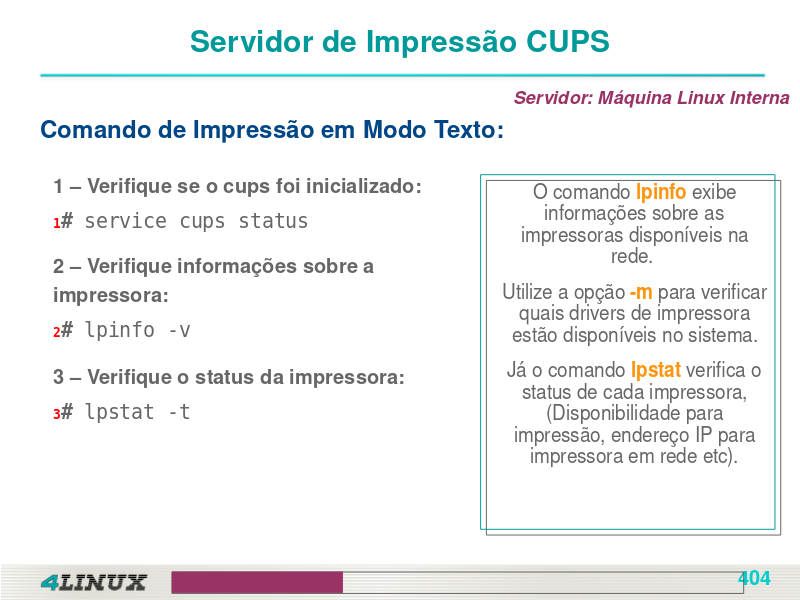 Servidor de Impressão CUPS
Servidor: Máquina Linux Interna
Comando de Impressão em Modo Texto:
1 – Verifique se o cups foi inicializado:
1# service cups status
2 – Verifique informações sobre a
impressora:
2# lpinfo -v
3 – Verifique o status da impressora:
3# lpstat -t
O comando lpinfo exibe
informações sobre as
impressoras disponíveis na
rede.
Utilize a opção -m para verificar
quais drivers de impressora
estão disponíveis no sistema.
Já o comando lpstat verifica o
status de cada impressora,
(Disponibilidade para
impressão, endereço IP para
impressora em rede etc).
4LINUX
404